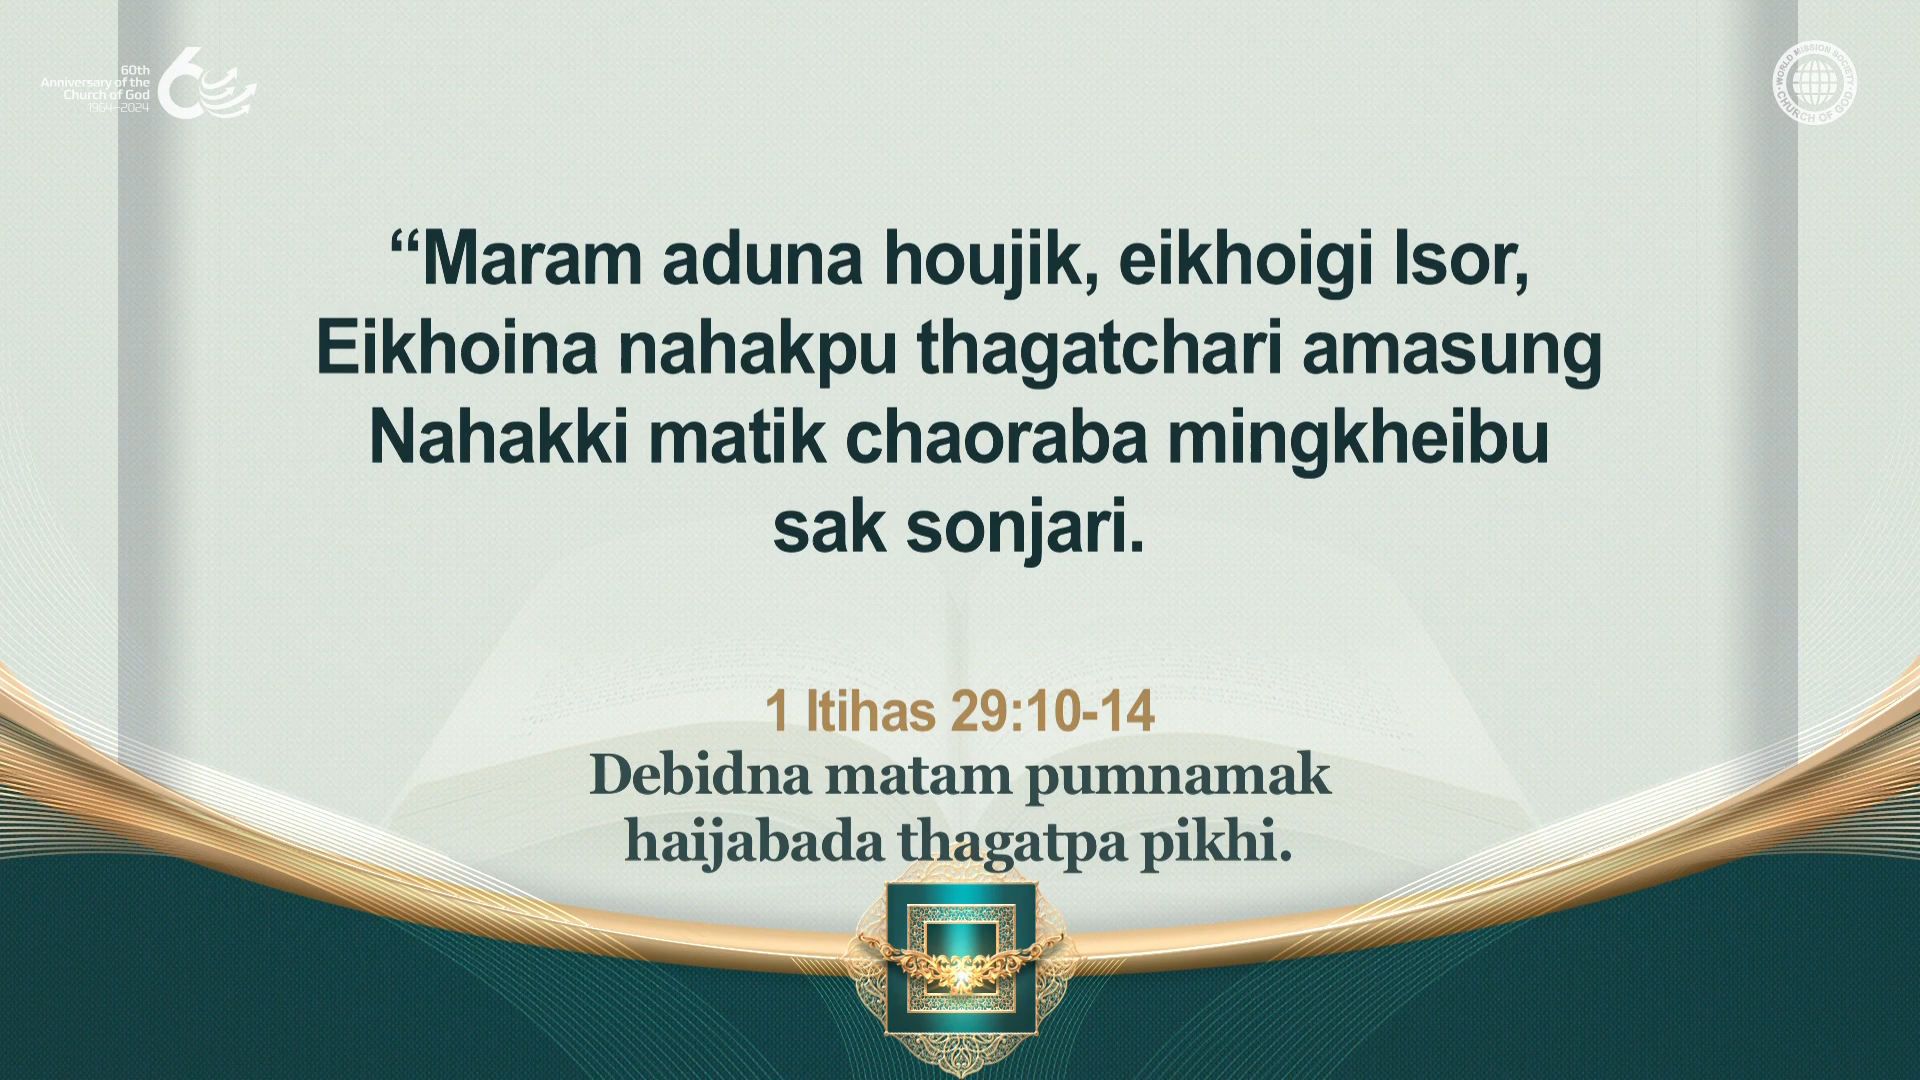 60th
Anniversary of the
Church of God
1964–2024
WORLD MISSION SOCIETY
CHURCH OF GOD
“Maram aduna houjik, eikhoigi Isor,
Eikhoina nahakpu thagatchari amasung
Nahakki matik chaoraba mingkheibu
sak sonjari.
1 Itihas 29:10-14
Debidna matam pumnamak
haijabada thagatpa pikhi.